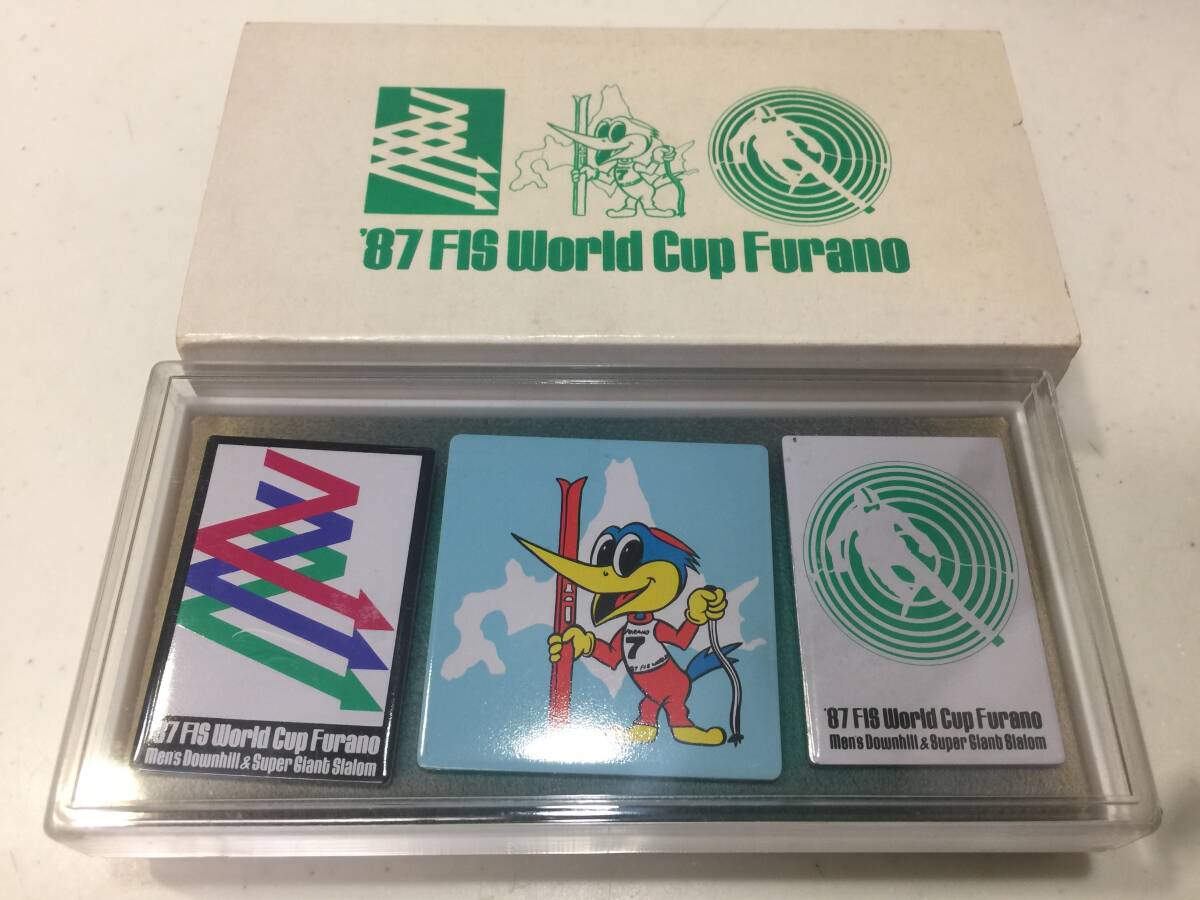 '87 FIS World Cup Furano
'87 FIS World Cup Furano
Men's Downhill & Super Giant Slalom
FURANO
7
'87 FIS Word Cup Furano
Men's Downhill & Super Giant Slalom